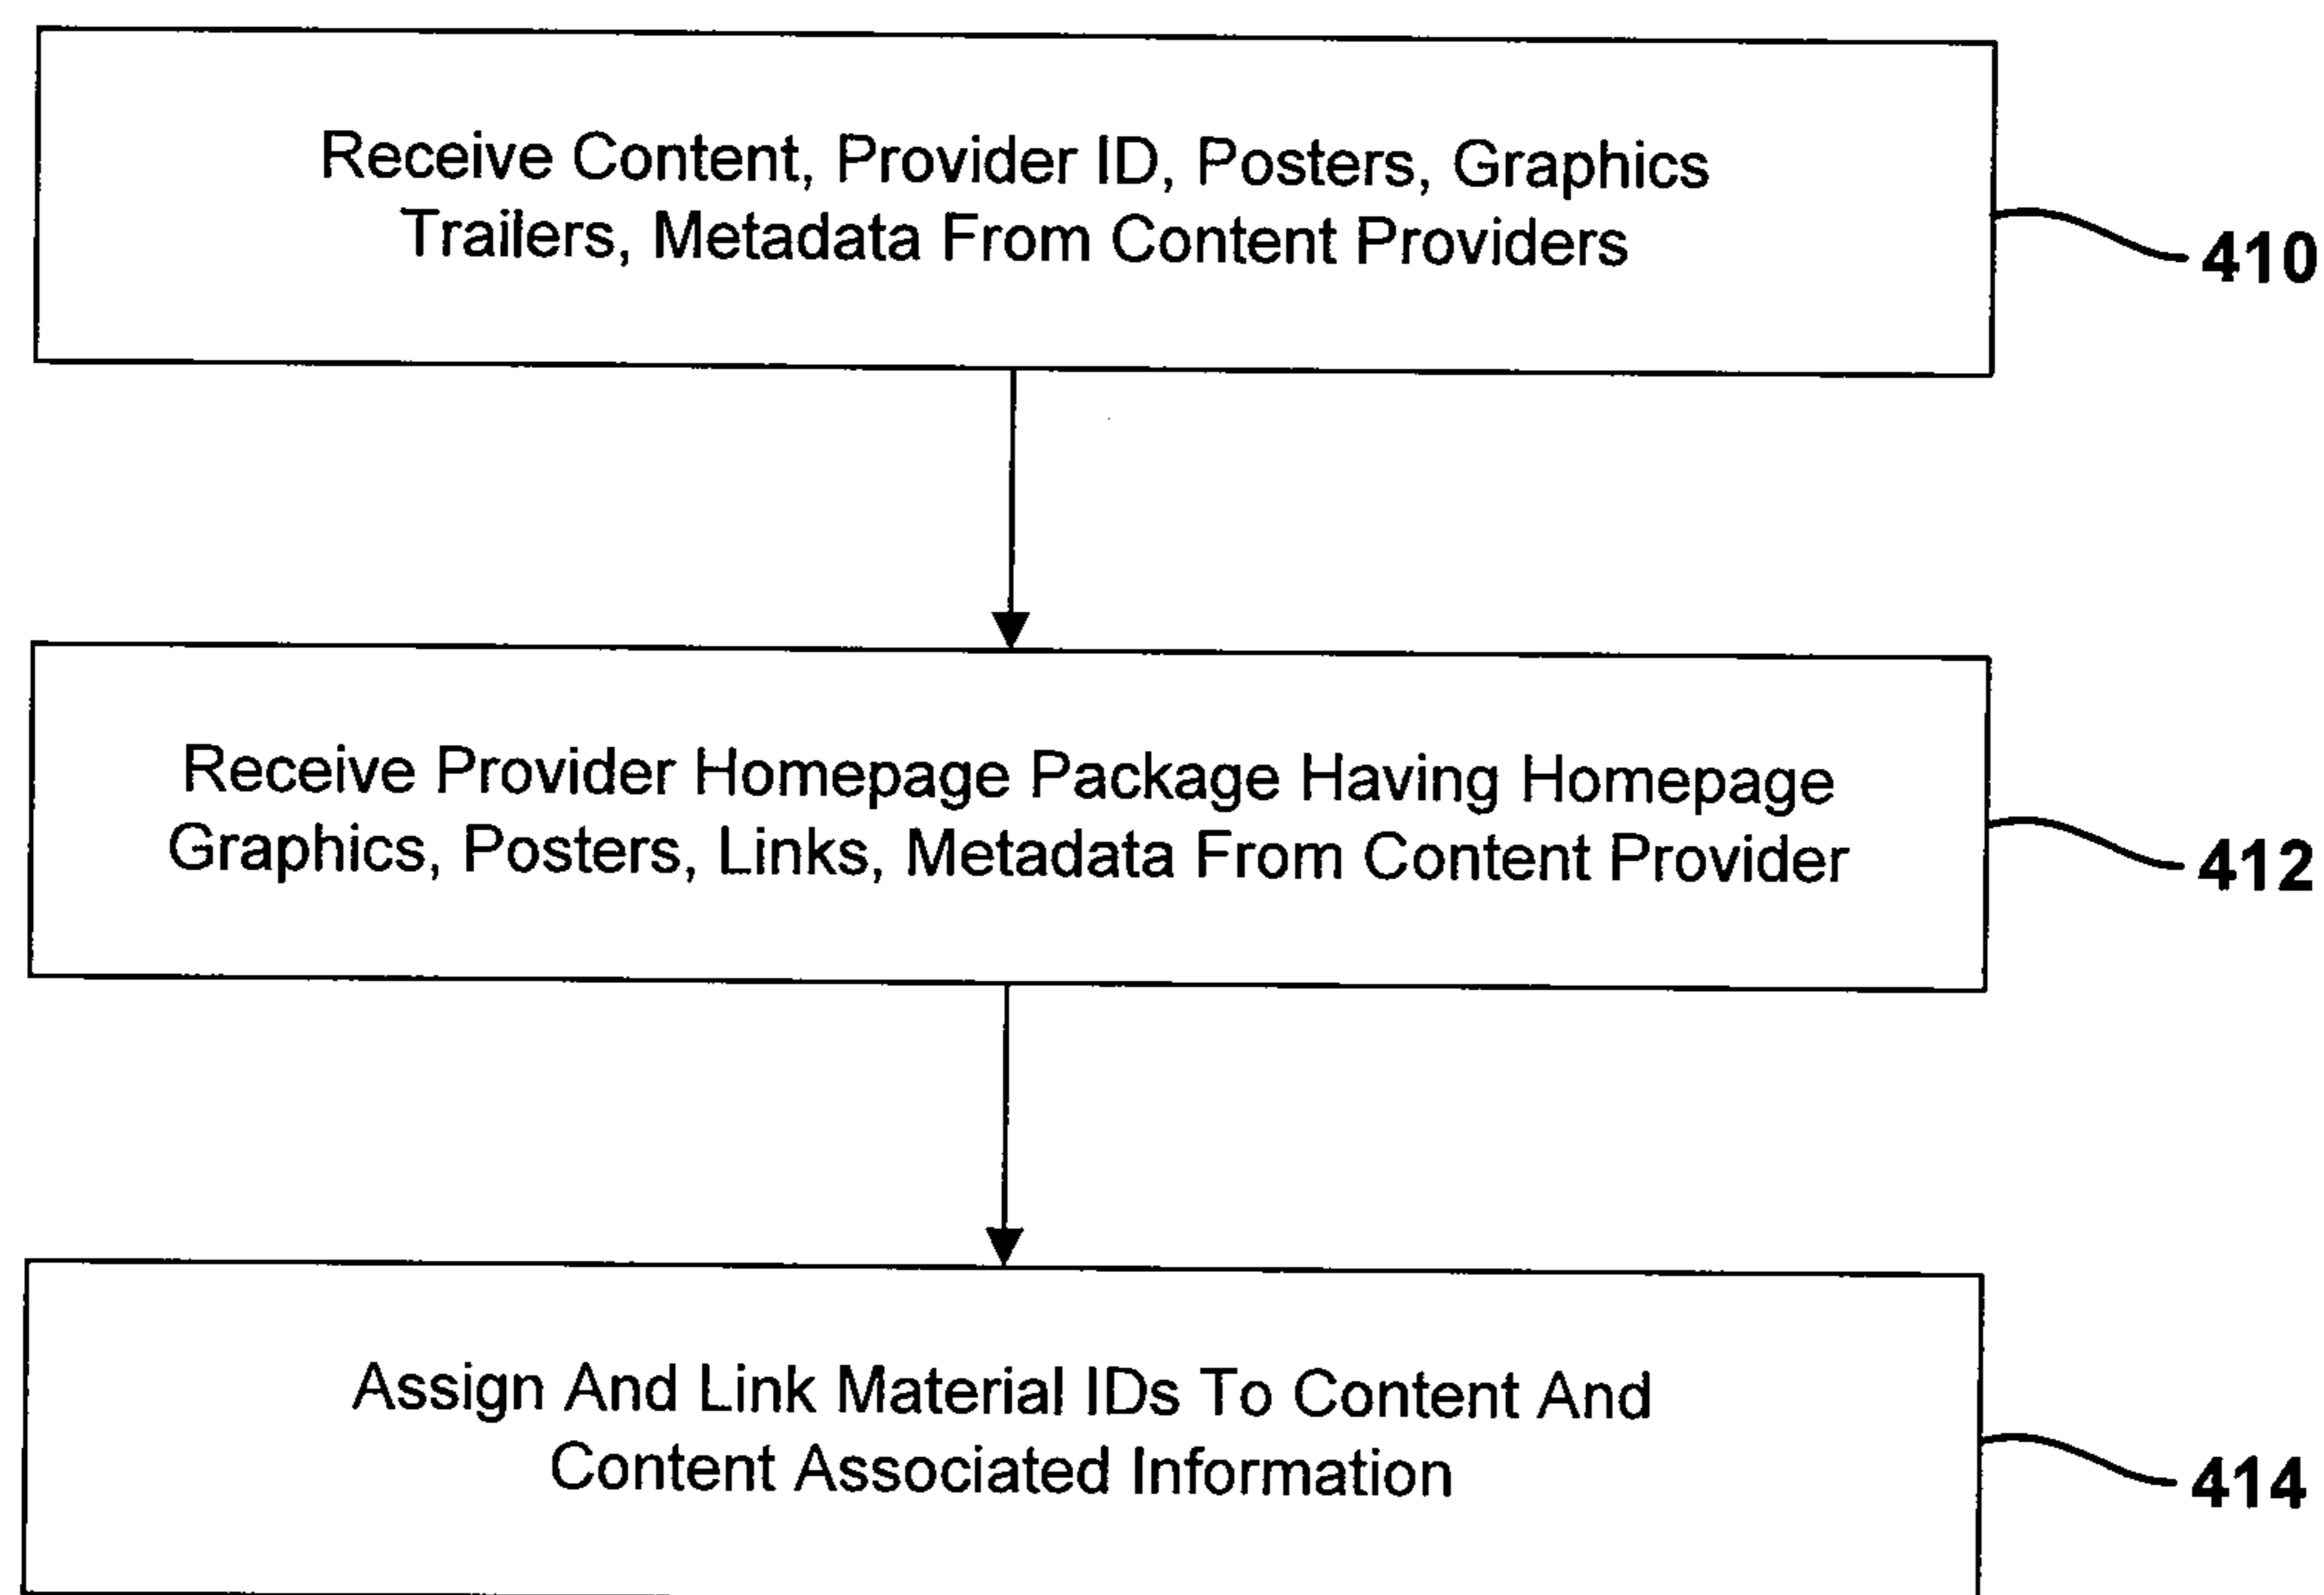 Receive Content, Provider ID, Posters, Graphics
Trailers, Metadata From Content Providers
410
Receive Provider Homepage Package Having Homepage
Graphics, Posters, Links, Metadata From Content Provider
412
Assign And Link Material IDs To Content And
Content Associated Information
414